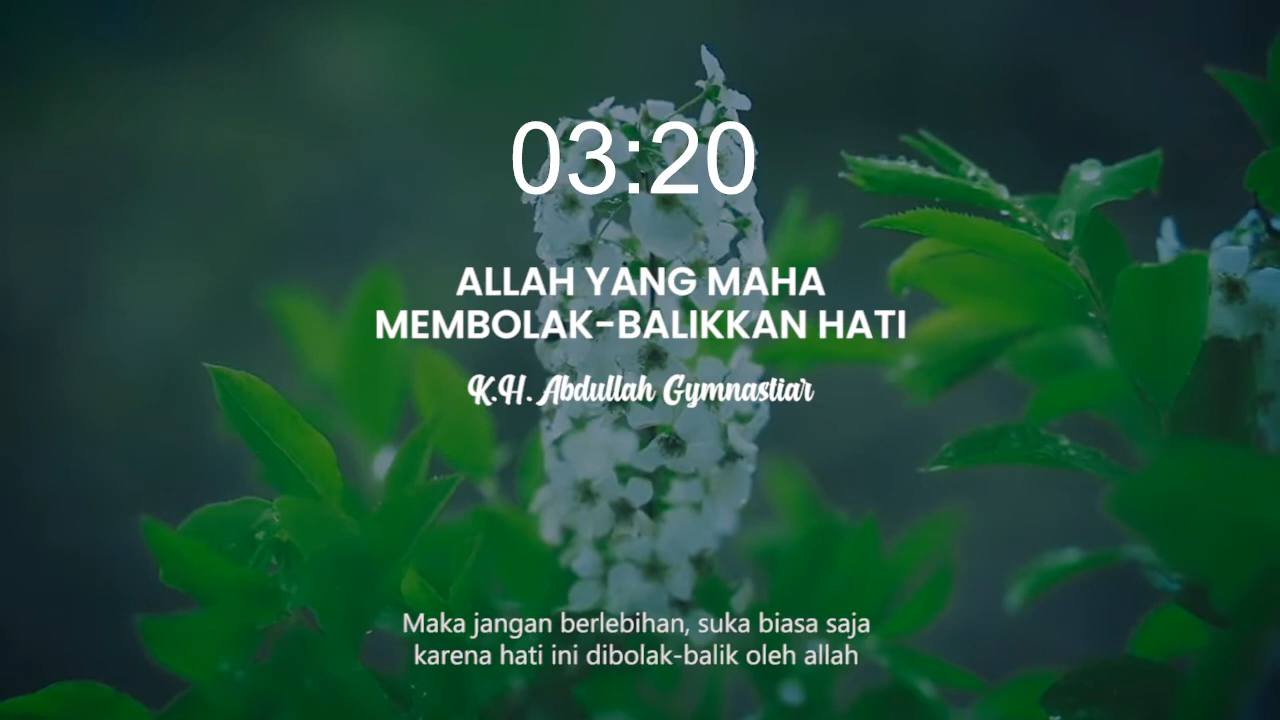 03:20
ALLAH YANG MAHA
MEMBOLAK-BALIKKAN HATI
K.H. Abdullah Gymnastiar
Maka jangan berlebihan, suka biasa saja
karena hati ini dibolak-balik oleh allah